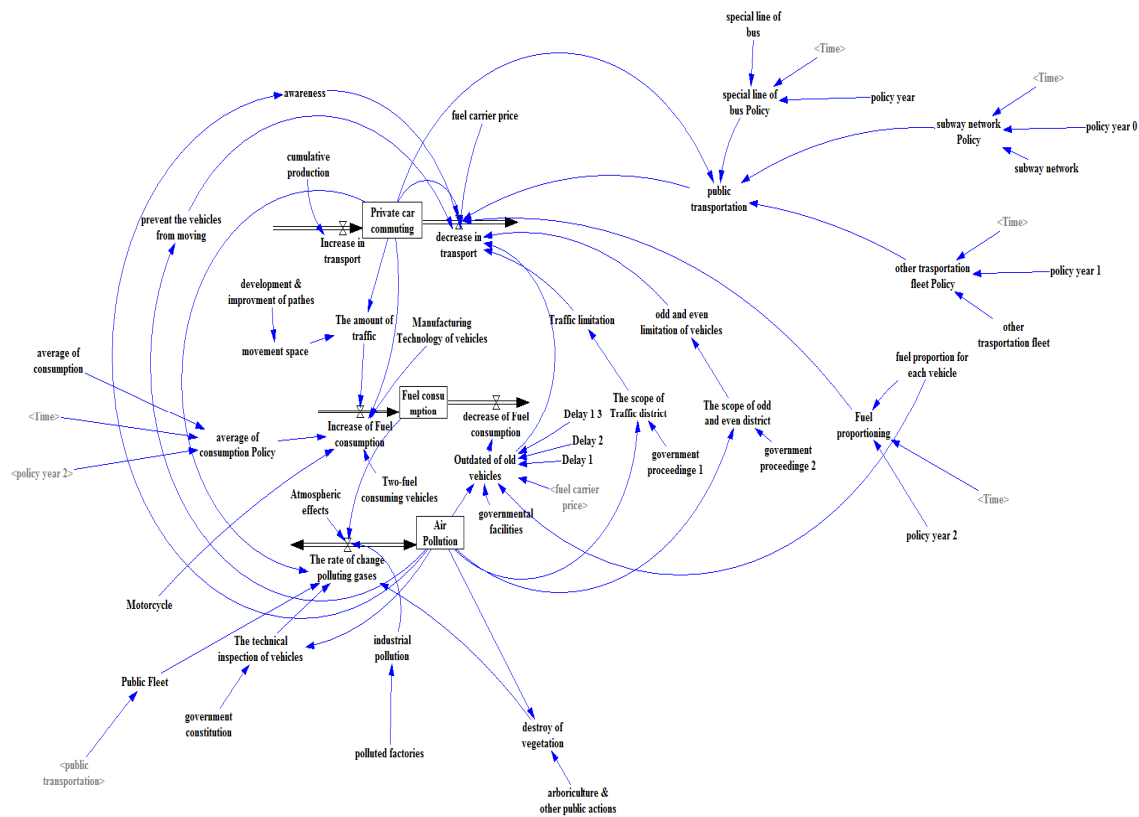 special line of
bus
<Time>
<Time>
awareness
special line of
bus Policy
policy year
fuel carrier price
subway network
Policy
policy year 0
cumulative
production
subway network
public
transportation
Private car
commuting
prevent the vehicles
from moving
Increase in
transport
decrease in
transport
<Time>
other trasportation
fleet Policy
policy year 1
development &
improvment of pathes
The amount of
traffic
Manufacturing
Technology of vehicles
Traffic limitation
odd and even
limitation of vehicles
other
trasportation fleet
movement space
average of
consumption
fuel proportion for
each vehicle
Fuel consu
mption
<Time>
Increase of Fuel
consumption
decrease of Fuel
consumption
Delay 1 3
The scope of
Traffic district
The scope of odd
and even district
Fuel
proportioning
average of
consumption Policy
Delay 2
Outdated of old
vehicles
Delay 1
government
proceedinge 1
government
proceedinge 2
<policy year 2>
Two-fuel
consuming vehicles
<fuel carrier
price>
<Time>
Atmospheric
effects
governmental
facilities
Air
Pollution
policy year 2
The rate of change
polluting gases
Motorcycle
The technical
inspection of vehicles
industrial
pollution
Public Fleet
government
constitution
destroy of
vegetation
polluted factories
<public
transportation>
arboriculture &
other public actions